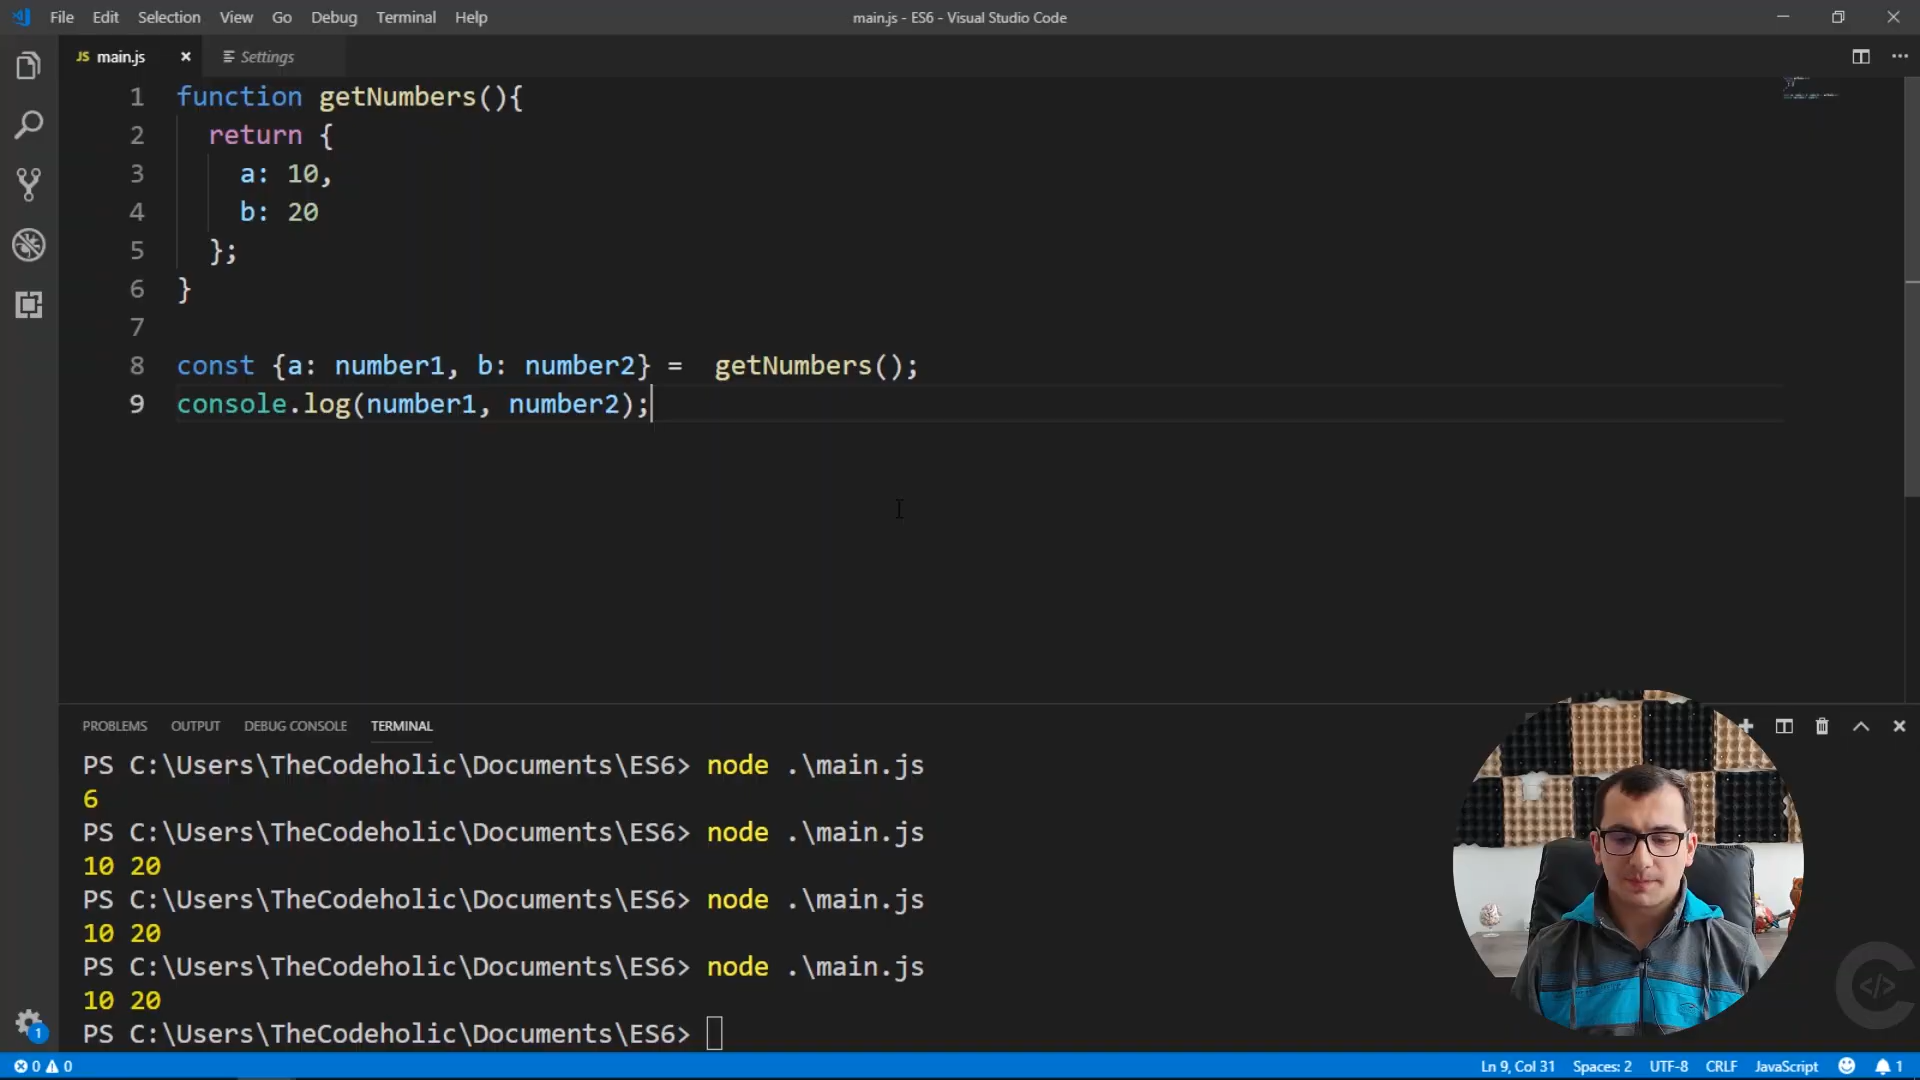 File Edit Selection View Go Debug Terminal Help
main.js - ES6 - Visual Studio Code
JS main.js Settings
1 function getNumbers(){
2 return {
3 a: 10,
4 b: 20
5 };
6 }
7
8 const {a: number1, b: number2} =  getNumbers();
9 console.log(number1, number2);
PROBLEMS OUTPUT DEBUG CONSOLE TERMINAL
PS C:\Users\TheCodeholic\Documents\ES6> node .\main.js
6
PS C:\Users\TheCodeholic\Documents\ES6> node .\main.js
10 20
PS C:\Users\TheCodeholic\Documents\ES6> node .\main.js
10 20
PS C:\Users\TheCodeholic\Documents\ES6> node .\main.js
10 20
PS C:\Users\TheCodeholic\Documents\ES6>
1
0 0 Ln 9, Col 31 Spaces: 2 UTF-8 CRLF JavaScript 1